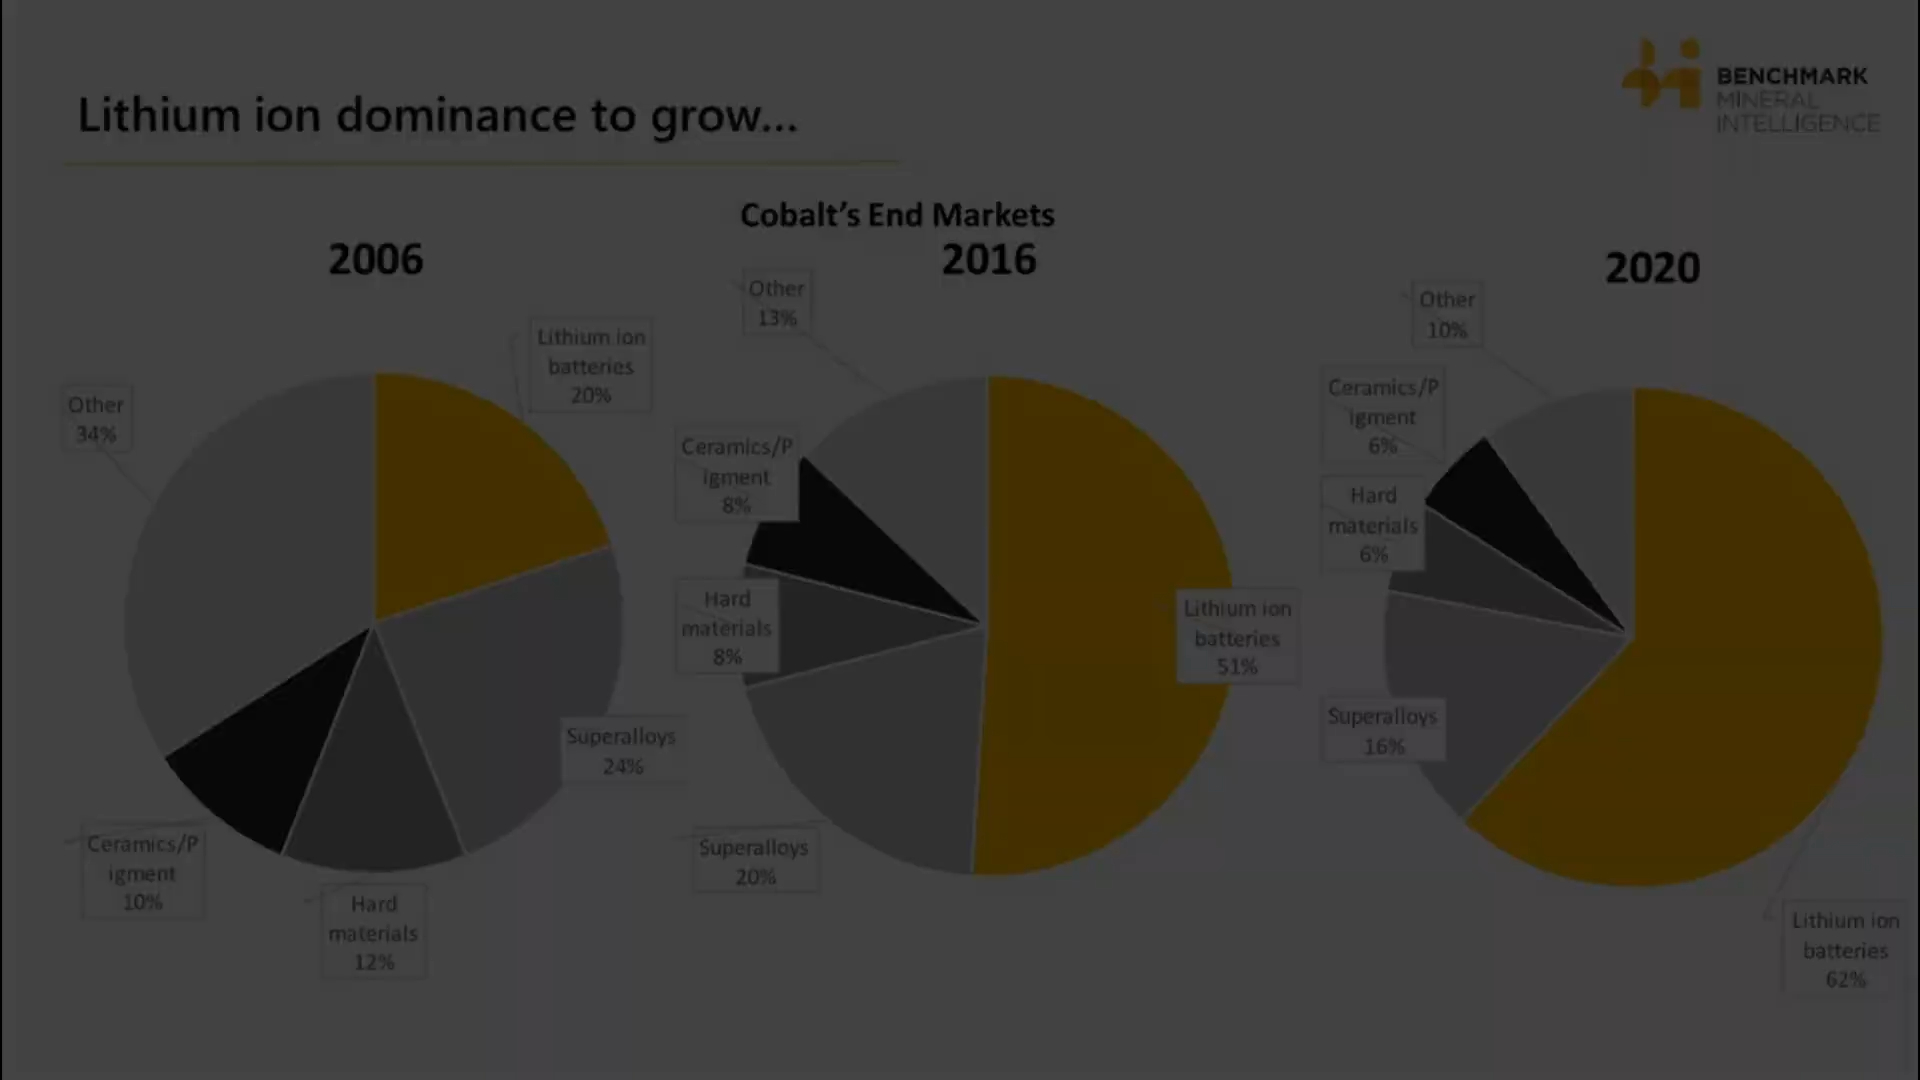 Lithium ion dominance to grow...
BENCHMARK
MINERAL
INTELLIGENCE
Cobalt's End Markets
2006
Lithium ion
batteries
20%
Other
34%
Superalloys
24%
Ceramics/P
igment
10%
Hard
materials
12%
2016
Other
13%
Ceramics/P
igment
8%
Hard
materials
8%
Lithium ion
batteries
51%
Superalloys
20%
2020
Other
10%
Ceramics/P
igment
6%
Hard
materials
6%
Superalloys
16%
Lithium ion
batteries
62%